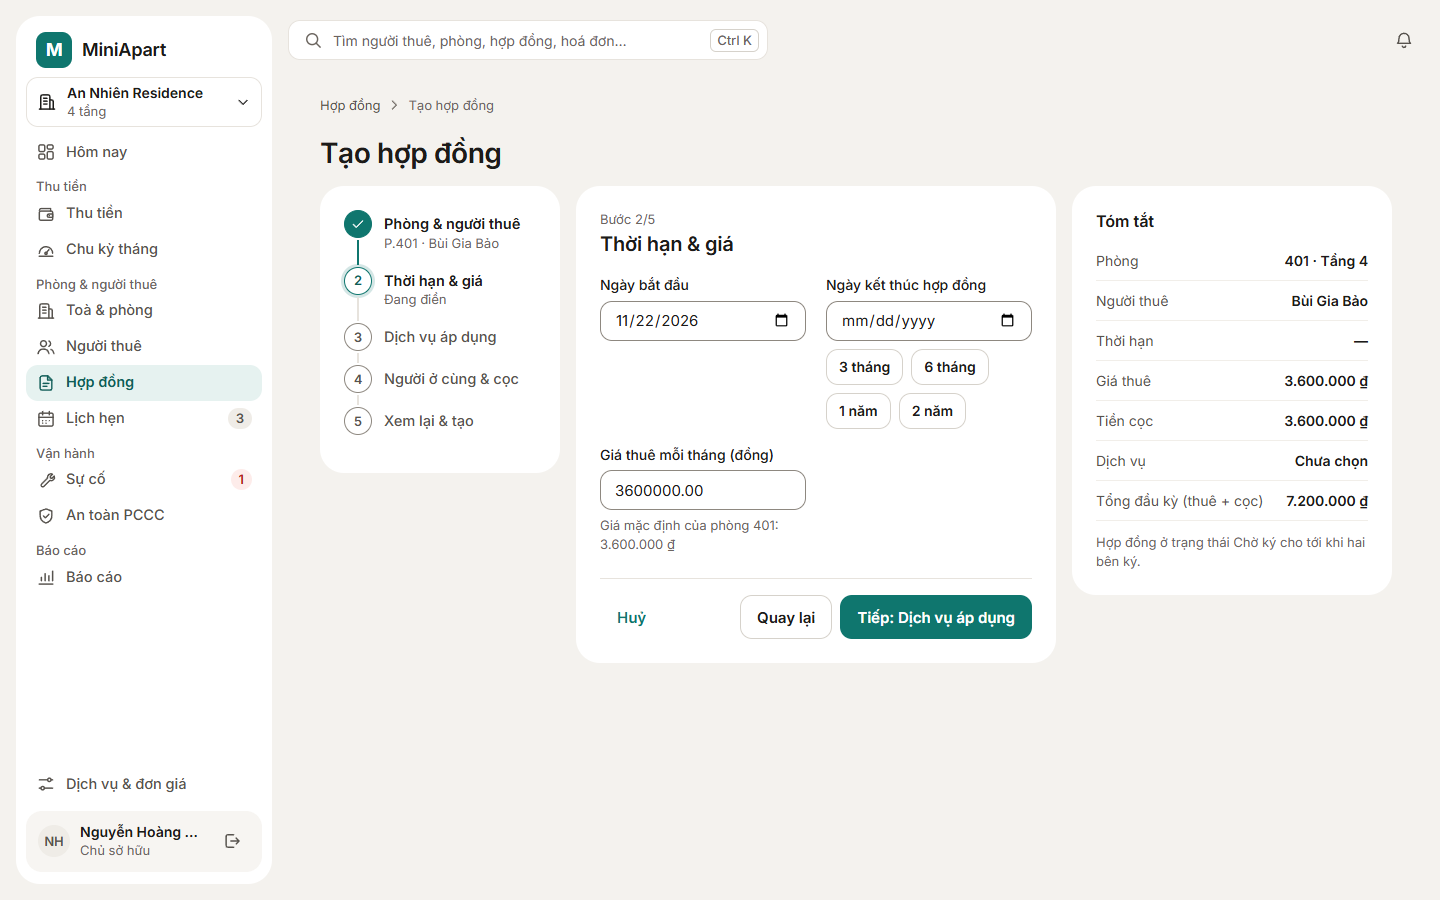 M MiniApart
An Nhiên Residence
4 tầng
Hôm nay
Thu tiền
Thu tiền
Chu kỳ tháng
Phòng & người thuê
Toà & phòng
Người thuê
Hợp đồng
Lịch hẹn 3
Vận hành
Sự cố 1
An toàn PCCC
Báo cáo
Báo cáo
Dịch vụ & đơn giá
NH
Nguyễn Hoàng ...
Chủ sở hữu
Tìm người thuê, phòng, hợp đồng, hoá đơn... Ctrl K
Hợp đồng > Tạo hợp đồng
Tạo hợp đồng
Phòng & người thuê
P.401 · Bùi Gia Bảo
2 Thời hạn & giá
Đang điền
3 Dịch vụ áp dụng
4 Người ở cùng & cọc
5 Xem lại & tạo
Bước 2/5
Thời hạn & giá
Ngày bắt đầu
11/22/2026
Ngày kết thúc hợp đồng
mm/dd/yyyy
3 tháng 6 tháng
1 năm 2 năm
Giá thuê mỗi tháng (đồng)
3600000.00
Giá mặc định của phòng 401:
3.600.000 ₫
Huỷ Quay lại Tiếp: Dịch vụ áp dụng
Tóm tắt
Phòng 401 · Tầng 4
Người thuê Bùi Gia Bảo
Thời hạn —
Giá thuê 3.600.000 ₫
Tiền cọc 3.600.000 ₫
Dịch vụ Chưa chọn
Tổng đầu kỳ (thuê + cọc) 7.200.000 ₫
Hợp đồng ở trạng thái Chờ ký cho tới khi hai
bên ký.